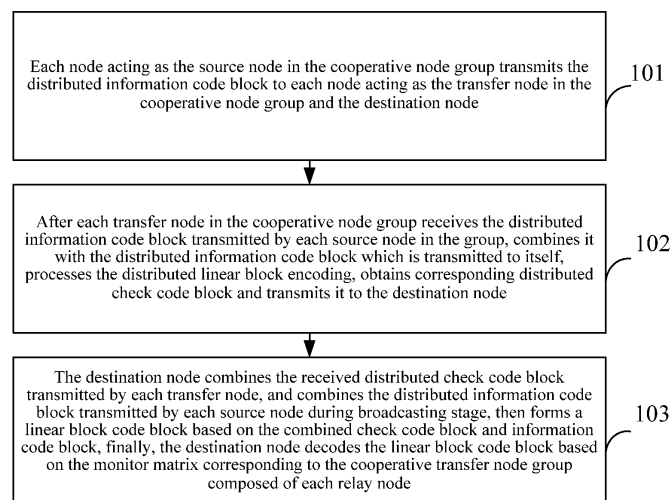 Each node acting as the source node in the cooperative node group transmits the
distributed information code block to each node acting as the transfer node in the
cooperative node group and the destination node
101
After each transfer node in the cooperative node group receives the distributed
information code block transmitted by each source node in the group, combines it
with the distributed information code block which is transmitted to itself,
processes the distributed linear block encoding, obtains corresponding distributed
check code block and transmits it to the destination node
102
The destination node combines the received distributed check code block
transmitted by each transfer node, and combines the distributed information code
block transmitted by each source node during broadcasting stage, then forms a
linear block code block based on the combined check code block and information
code block, finally, the destination node decodes the linear block code block based
on the monitor matrix corresponding to the cooperative transfer node group
composed of each relay node
103